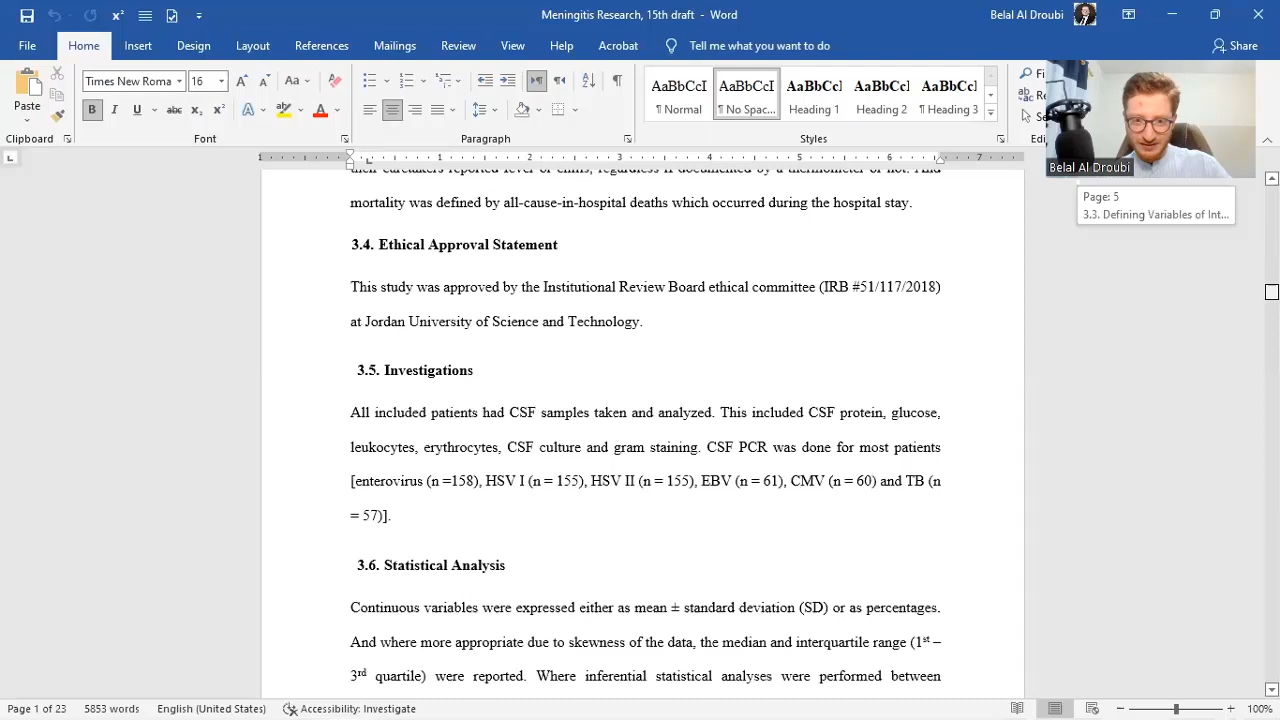 Meningitis Research, 15th draft - Word
Belal Al Droubi
File Home Insert Design Layout References Mailings Review View Help Acrobat Tell me what you want to do Share
Paste
Times New Roma 16
AaBbCcI AaBbCcI AaBbCcI AaBbCcI AaBbCcI
¶ Normal ¶ No Spac... Heading 1 Heading 2 ¶ Heading 3
Clipboard Font Paragraph Styles
Belal Al Droubi
Page: 5
3.3. Defining Variables of Int...
1 1 2 3 4 5 6 7
mortality was defined by all-cause-in-hospital deaths which occurred during the hospital stay.
3.4. Ethical Approval Statement
This study was approved by the Institutional Review Board ethical committee (IRB #51/117/2018)
at Jordan University of Science and Technology.
3.5. Investigations
All included patients had CSF samples taken and analyzed. This included CSF protein, glucose,
leukocytes, erythrocytes, CSF culture and gram staining. CSF PCR was done for most patients
[enterovirus (n =158), HSV I (n = 155), HSV II (n = 155), EBV (n = 61), CMV (n = 60) and TB (n
= 57)].
3.6. Statistical Analysis
Continuous variables were expressed either as mean ± standard deviation (SD) or as percentages.
And where more appropriate due to skewness of the data, the median and interquartile range (1st –
3rd quartile) were reported. Where inferential statistical analyses were performed between
Page 1 of 23 5853 words English (United States) Accessibility: Investigate 100%